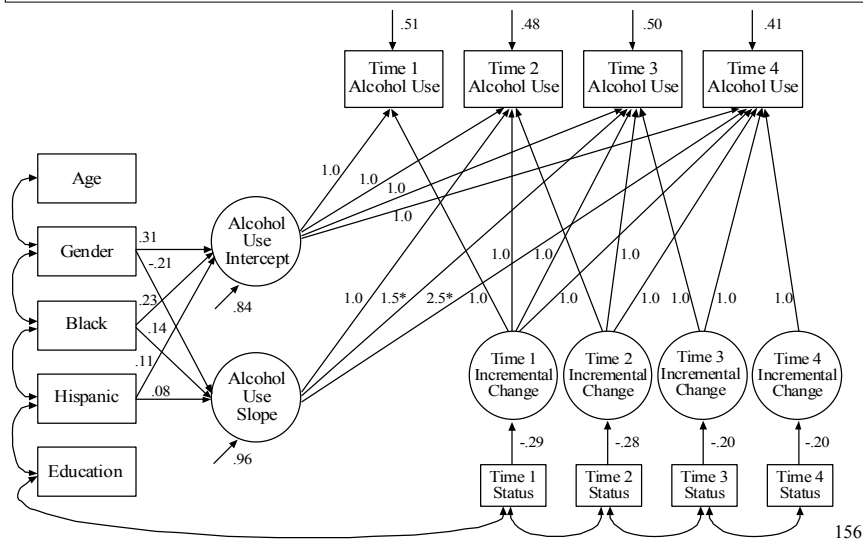 .51
.48
.50
.41
Time 1
Alcohol Use
Time 2
Alcohol Use
Time 3
Alcohol Use
Time 4
Alcohol Use
1.0
1.0
1.0
1.0
Age
Gender
Black
Hispanic
Education
.31
-.21
.23
.14
.11
.08
Alcohol
Use
Intercept
.84
Alcohol
Use
Slope
.96
1.0
1.5*
2.5*
1.0
1.0
1.0
1.0
1.0
1.0
1.0
1.0
1.0
Time 1
Incremental
Change
Time 2
Incremental
Change
Time 3
Incremental
Change
Time 4
Incremental
Change
-.29
-.28
-.20
-.20
Time 1
Status
Time 2
Status
Time 3
Status
Time 4
Status
156